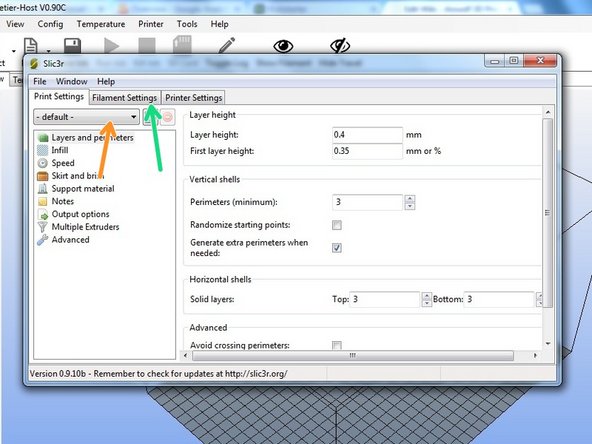 etier-Host V0.90C
View Config Temperature Printer Tools Help
Slic3r
File Window Help
Print Settings Filament Settings Printer Settings
- default -
Layers and perimeters
Infill
Speed
Skirt and brim
Support material
Notes
Output options
Multiple Extruders
Advanced
Layer height
Layer height: 0.4 mm
First layer height: 0.35 mm or %
Vertical shells
Perimeters (minimum): 3
Randomize starting points:
Generate extra perimeters when
needed:
Horizontal shells
Solid layers: Top: 3 Bottom: 3
Advanced
Avoid crossing perimeters:
Version 0.9.10b - Remember to check for updates at http://slic3r.org/